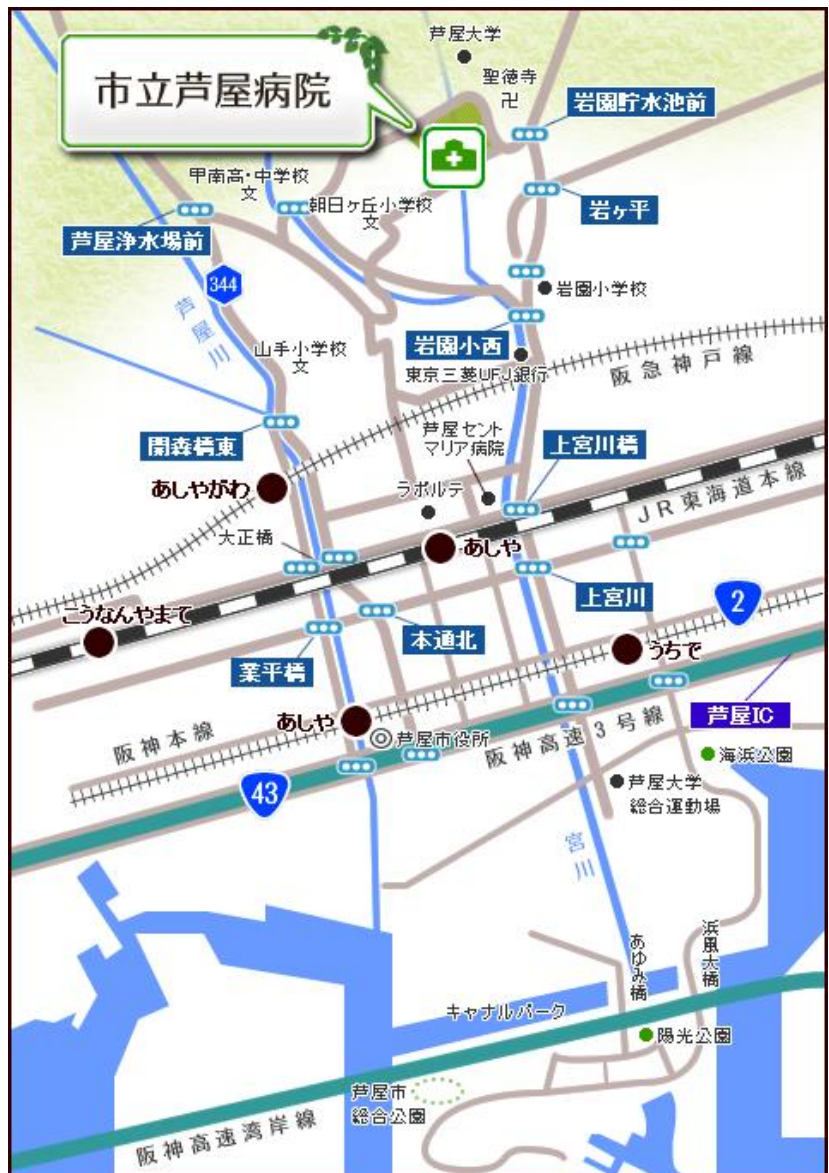 芦屋大学
市立芦屋病院
聖徳寺
卍
岩園貯水池前
甲南高・中学校
文
朝日ヶ丘小学校
文
岩ヶ平
芦屋浄水場前
344
岩園小学校
芦屋川
山手小学校
文
岩園小西
東京三菱UFJ銀行
阪急神戸線
開森橋東
芦屋セント
マリア病院
上宮川橋
あしやがわ
ラポルテ
JR東海道本線
大正橋
あしや
上宮川
2
こうなんやまて
本通北
業平橋
うちで
あしや
芦屋IC
阪神本線
芦屋市役所
阪神高速3号線
海浜公園
43
芦屋大学
総合運動場
宮川
あゆみ橋
浜風大橋
キャナルパーク
陽光公園
芦屋市
総合公園
阪神高速湾岸線